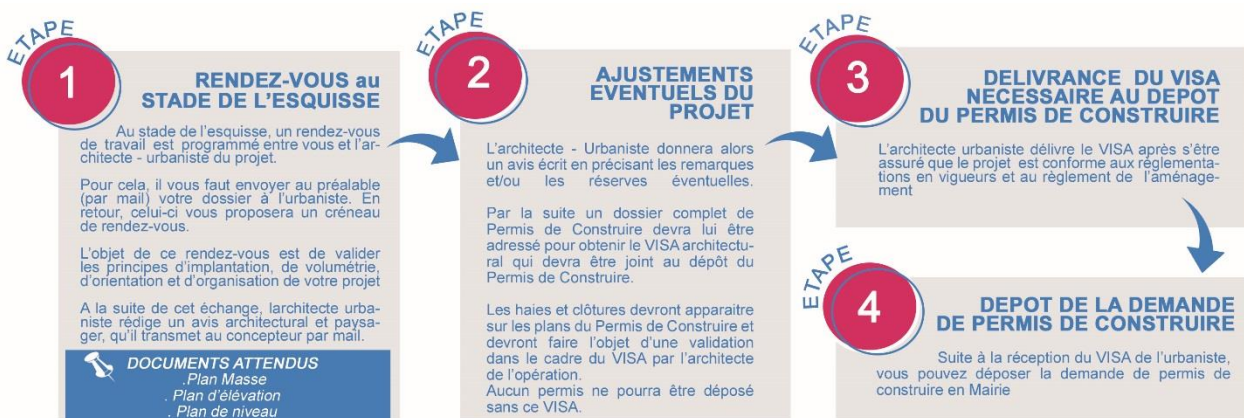 ETAPE
1
RENDEZ-VOUS au
STADE DE L'ESQUISSE
Au stade de l'esquisse, un rendez-vous
de travail est programmé entre vous et l'ar-
chitecte - urbaniste du projet.
Pour cela, il vous faut envoyer au préalable
(par mail) votre dossier à l'urbaniste. En
retour, celui-ci vous proposera un créneau
de rendez-vous.
L'objet de ce rendez-vous est de valider
les principes d'implantation, de volumétrie,
d'orientation et d'organisation de votre projet
A la suite de cet échange, larchitecte urba-
niste rédige un avis architectural et paysa-
ger, qu'il transmet au concepteur par mail.
DOCUMENTS ATTENDUS
.Plan Masse
. Plan d'élévation
. Plan de niveau
ETAPE
2
AJUSTEMENTS
EVENTUELS DU
PROJET
L'architecte - Urbaniste donnera alors
un avis écrit en précisant les remarques
et/ou les réserves éventuelles.
Par la suite un dossier complet de
Permis de Construire devra lui être
adressé pour obtenir le VISA architectu-
ral qui devra être joint au dépôt du
Permis de Construire.
Les haies et clôtures devront apparaitre
sur les plans du Permis de Construire et
devront faire l'objet d'une validation
dans le cadre du VISA par l'architecte
de l'opération.
Aucun permis ne pourra être déposé
sans ce VISA.
ETAPE
3
DELIVRANCE DU VISA
NECESSAIRE AU DEPOT
DU PERMIS DE CONSTRUIRE
L'architecte urbaniste délivre le VISA après s'être
assuré que le projet est conforme aux réglementa-
tions en vigueurs et au règlement de l'aménage-
ment
ETAPE
4
DEPOT DE LA DEMANDE
DE PERMIS DE CONSTRUIRE
Suite à la réception du VISA de l'urbaniste,
vous pouvez déposer la demande de permis de
construire en Mairie